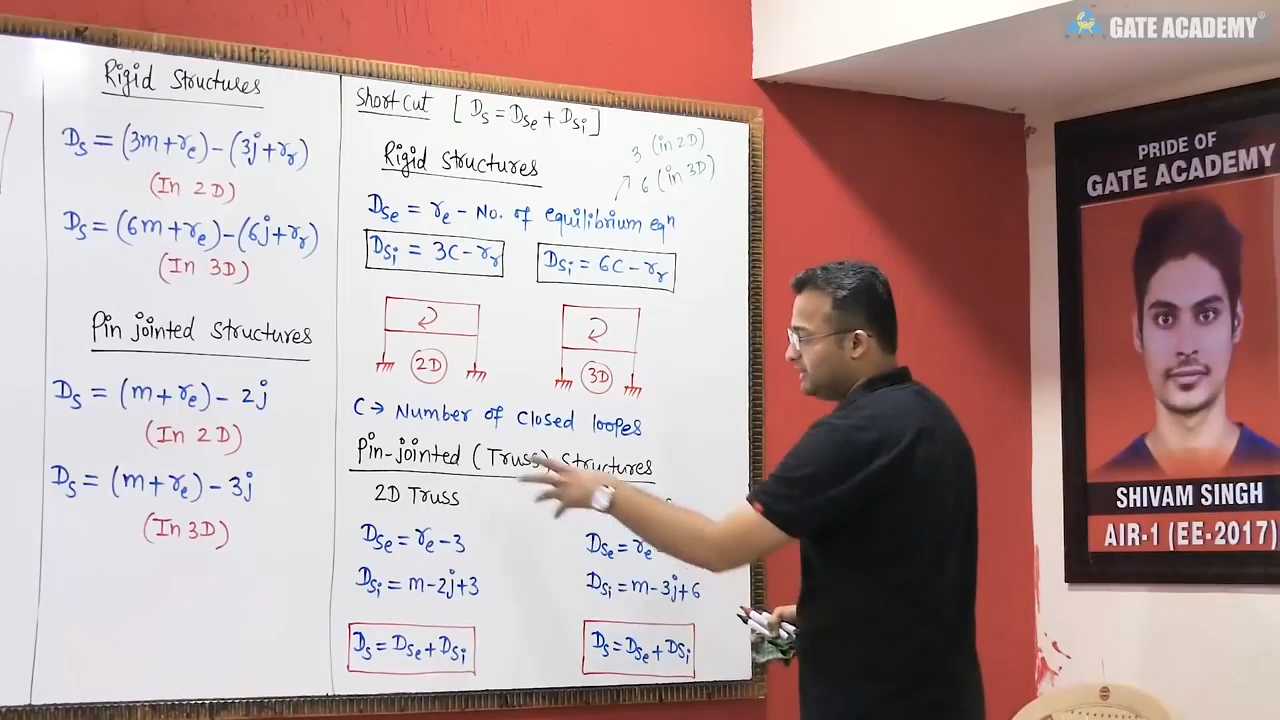 GATE ACADEMY
Rigid Structures
Ds = (3m+re)-(3j+rr)
(In 2D)
Ds = (6m+re)-(6j+rr)
(In 3D)
Pin jointed Structures
Ds = (m+re) - 2j
(In 2D)
Ds = (m+re) - 3j
(In 3D)
Shortcut [Ds = Dse + Dsi]
Rigid structures
3 (in 2D)
6 (in 3D)
Dse = re - No. of equilibrium eqn
Dsi = 3C - rr
Dsi = 6C - rr
2D
3D
C → Number of Closed loopes
Pin-jointed (Truss) Structures
2D Truss
Dse = re - 3
Dse = re
Dsi = m-2j+3
Dsi = m-3j+6
Ds = Dse + Dsi
Ds = Dse + DSi
PRIDE OF
GATE ACADEMY
SHIVAM SINGH
AIR-1 (EE-2017)